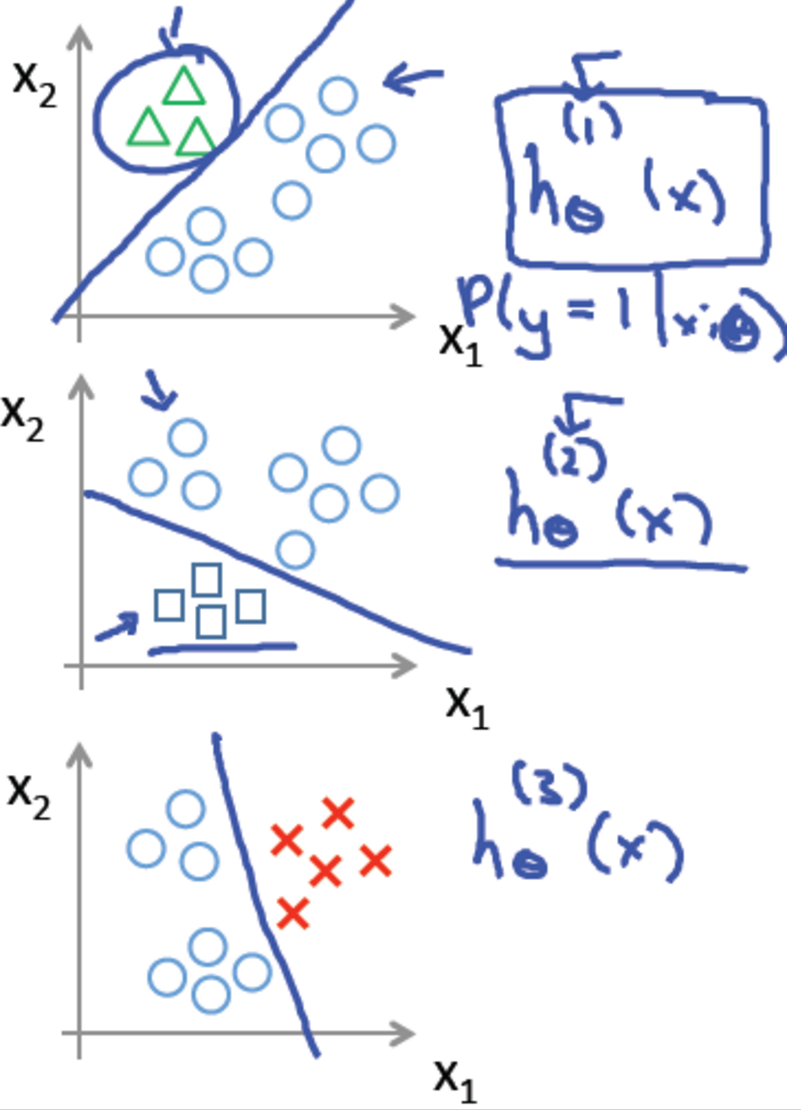 x₂
(1)
hθ (x)
P(y = 1 | x; θ)
x₁
x₂
(2)
hθ (x)
x₁
x₂
(3)
hθ (x)
x₁